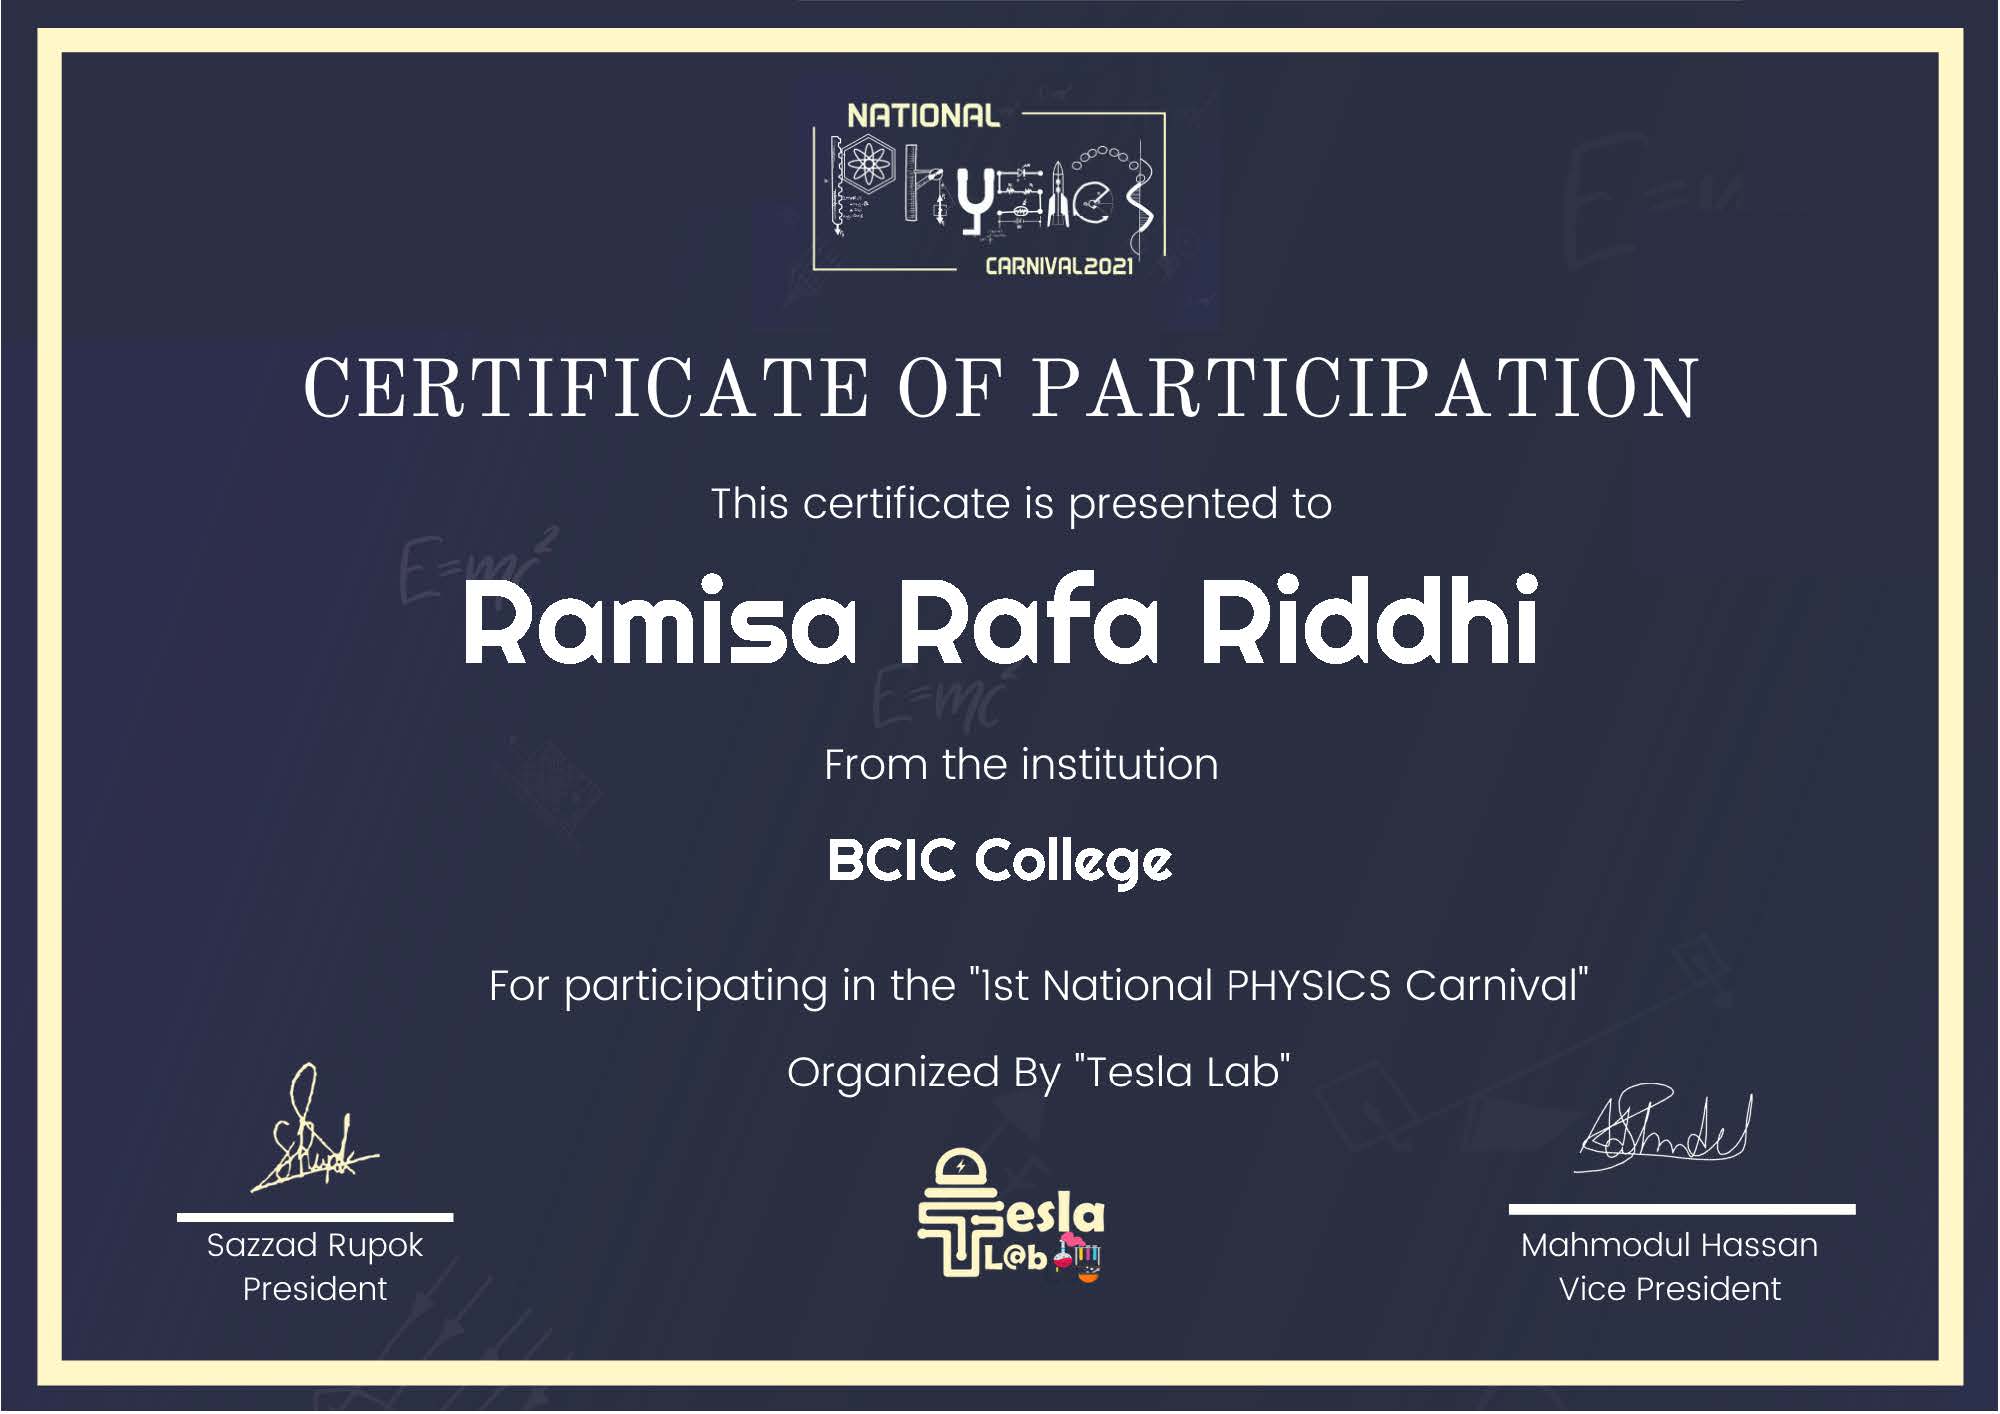 NATIONAL
Physics
CARNIVAL2021
CERTIFICATE OF PARTICIPATION
This certificate is presented to
E=mc²
Ramisa Rafa Riddhi
E=mc²
From the institution
BCIC College
For participating in the "1st National PHYSICS Carnival"
Organized By "Tesla Lab"
Tesla
L@b
Sazzad Rupok
President
Mahmodul Hassan
Vice President